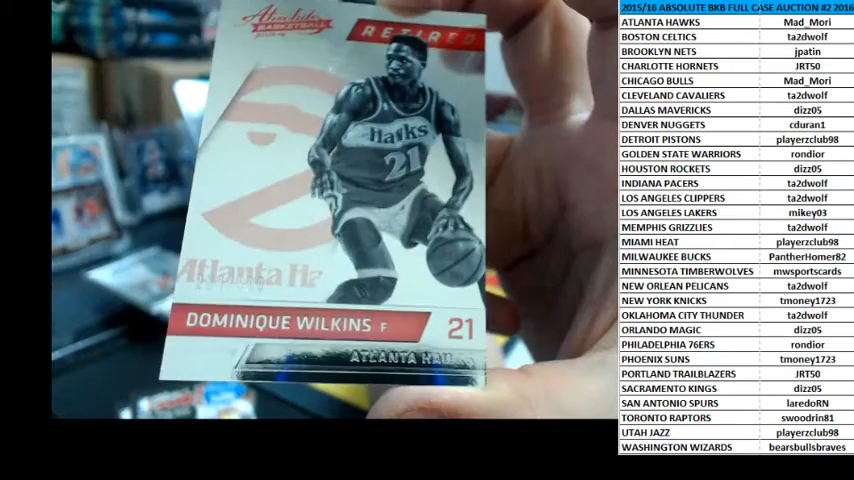 Absolute
BASKETBALL
RETIRED
Hawks
21
DOMINIQUE WILKINS F
21
ATLANTA
2015/16 ABSOLUTE BKB FULL CASE AUCTION #2 2016
ATLANTA HAWKS Mad_Mori
BOSTON CELTICS ta2dwolf
BROOKLYN NETS jpatin
CHARLOTTE HORNETS JRT50
CHICAGO BULLS Mad_Mori
CLEVELAND CAVALIERS ta2dwolf
DALLAS MAVERICKS dizz05
DENVER NUGGETS cduran1
DETROIT PISTONS playerzclub98
GOLDEN STATE WARRIORS rondior
HOUSTON ROCKETS dizz05
INDIANA PACERS ta2dwolf
LOS ANGELES CLIPPERS ta2dwolf
LOS ANGELES LAKERS mikey03
MEMPHIS GRIZZLIES ta2dwolf
MIAMI HEAT playerzclub98
MILWAUKEE BUCKS PantherHomer82
MINNESOTA TIMBERWOLVES mwsportscards
NEW ORLEAN PELICANS ta2dwolf
NEW YORK KNICKS tmoney1723
OKLAHOMA CITY THUNDER ta2dwolf
ORLANDO MAGIC dizz05
PHILADELPHIA 76ERS rondior
PHOENIX SUNS tmoney1723
PORTLAND TRAILBLAZERS JRT50
SACRAMENTO KINGS dizz05
SAN ANTONIO SPURS laredoRN
TORONTO RAPTORS swoodrin81
UTAH JAZZ playerzclub98
WASHINGTON WIZARDS bearsbullsbraves